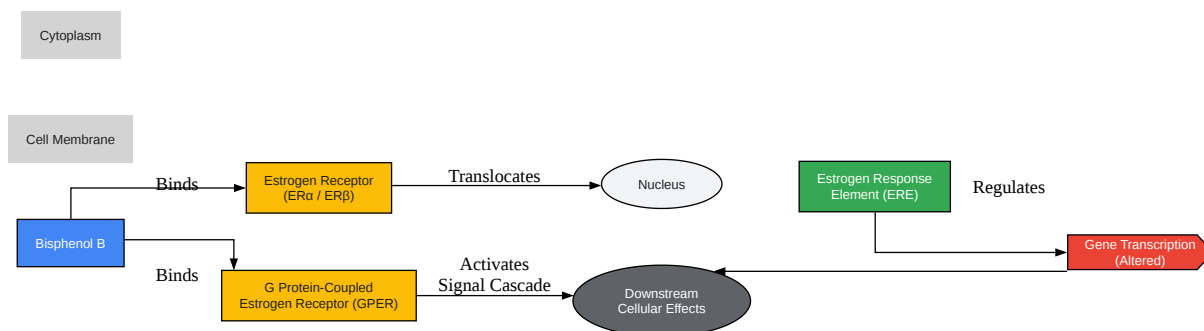 Cytoplasm
Cell Membrane
Binds
Estrogen Receptor
(ERα / ERβ)
Translocates
Nucleus
Estrogen Response
Element (ERE)
Regulates
Bisphenol B
Gene Transcription
(Altered)
Binds
G Protein-Coupled
Estrogen Receptor (GPER)
Activates
Signal Cascade
Downstream
Cellular Effects